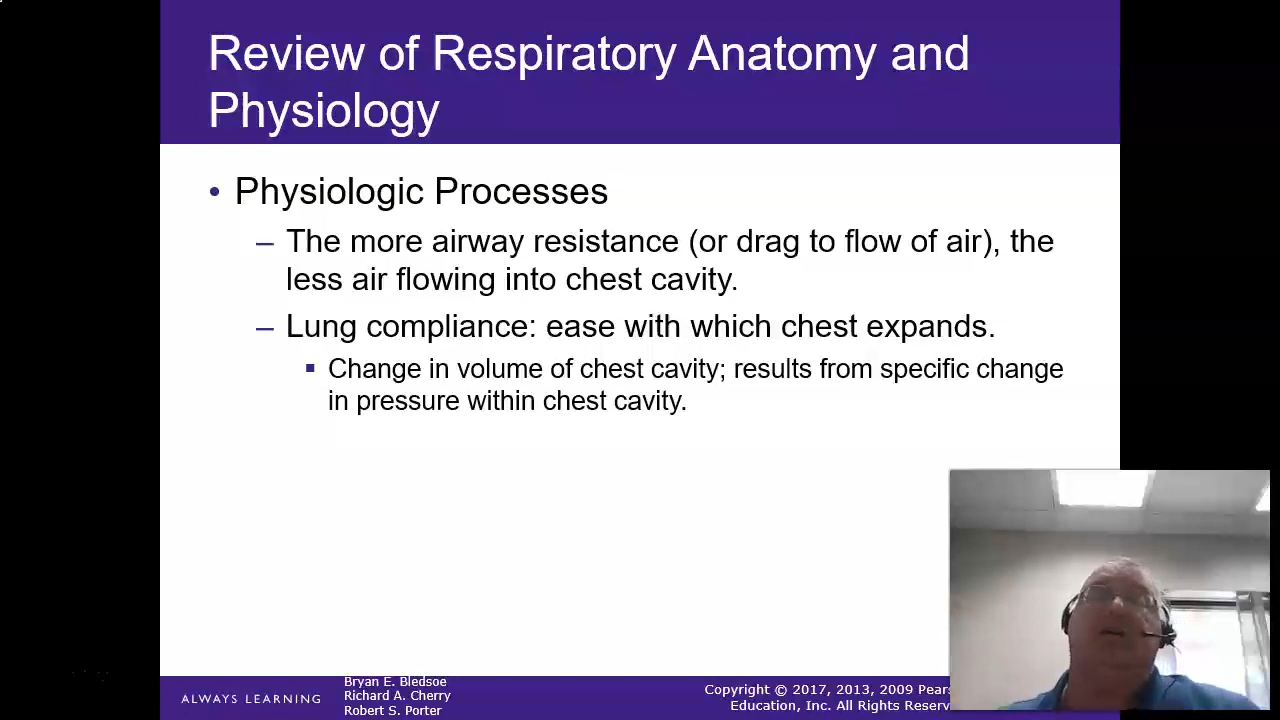 Review of Respiratory Anatomy and
Physiology
• Physiologic Processes
– The more airway resistance (or drag to flow of air), the
less air flowing into chest cavity.
– Lung compliance: ease with which chest expands.
▪ Change in volume of chest cavity; results from specific change
in pressure within chest cavity.
ALWAYS LEARNING
Bryan E. Bledsoe
Richard A. Cherry
Robert S. Porter
Copyright © 2017, 2013, 2009
Education, Inc. All Rights